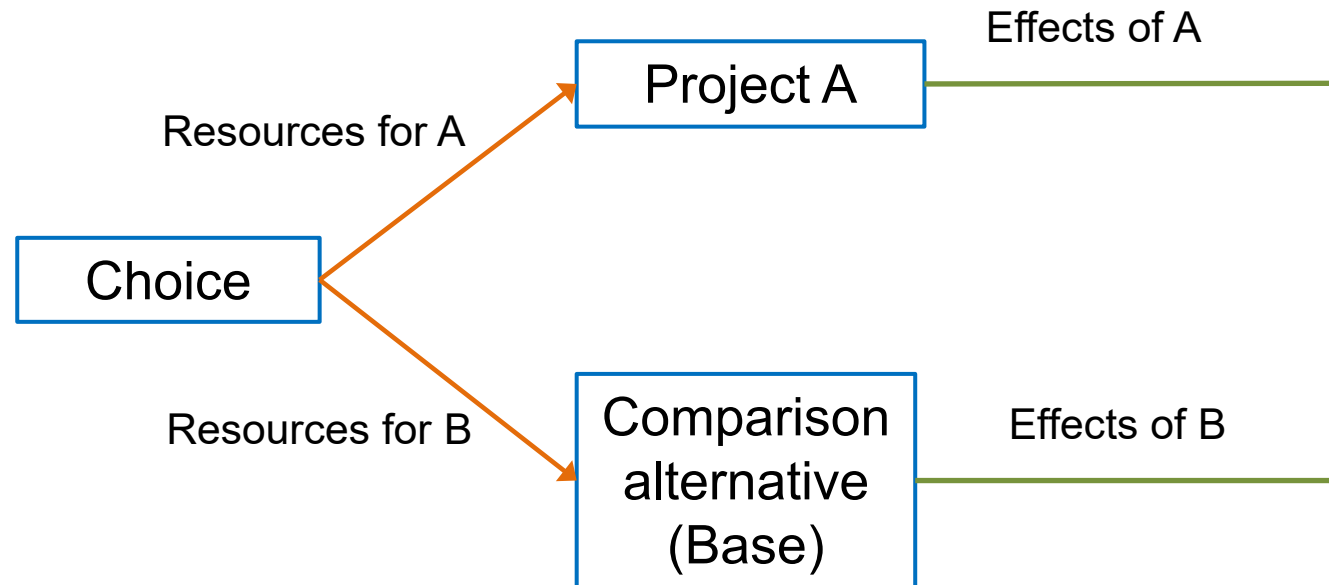 Effects of A
Project A
Resources for A
Choice
Resources for B
Comparison
alternative
(Base)
Effects of B